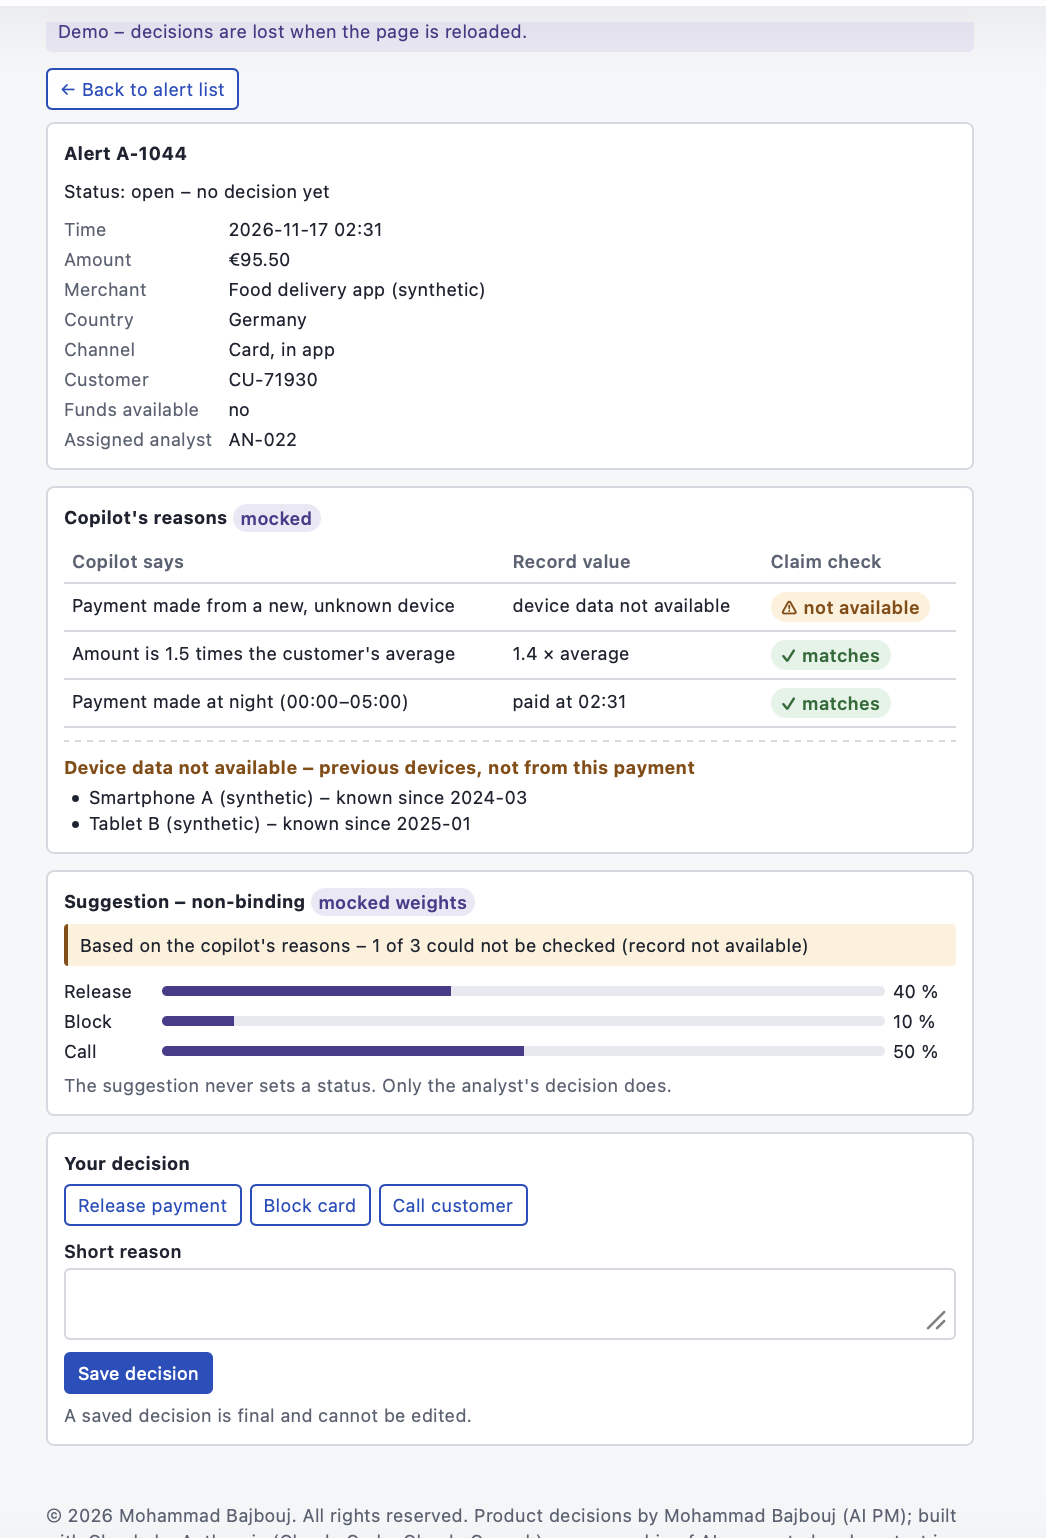 Demo – decisions are lost when the page is reloaded.
← Back to alert list
Alert A-1044
Status: open – no decision yet
Time 2026-11-17 02:31
Amount €95.50
Merchant Food delivery app (synthetic)
Country Germany
Channel Card, in app
Customer CU-71930
Funds available no
Assigned analyst AN-022
Copilot's reasons mocked
Copilot says Record value Claim check
Payment made from a new, unknown device device data not available ⚠ not available
Amount is 1.5 times the customer's average 1.4 × average ✓ matches
Payment made at night (00:00–05:00) paid at 02:31 ✓ matches
Device data not available – previous devices, not from this payment
• Smartphone A (synthetic) – known since 2024-03
• Tablet B (synthetic) – known since 2025-01
Suggestion – non-binding mocked weights
Based on the copilot's reasons – 1 of 3 could not be checked (record not available)
Release 40 %
Block 10 %
Call 50 %
The suggestion never sets a status. Only the analyst's decision does.
Your decision
Release payment Block card Call customer
Short reason
Save decision
A saved decision is final and cannot be edited.
© 2026 Mohammad Bajbouj. All rights reserved. Product decisions by Mohammad Bajbouj (AI PM); built